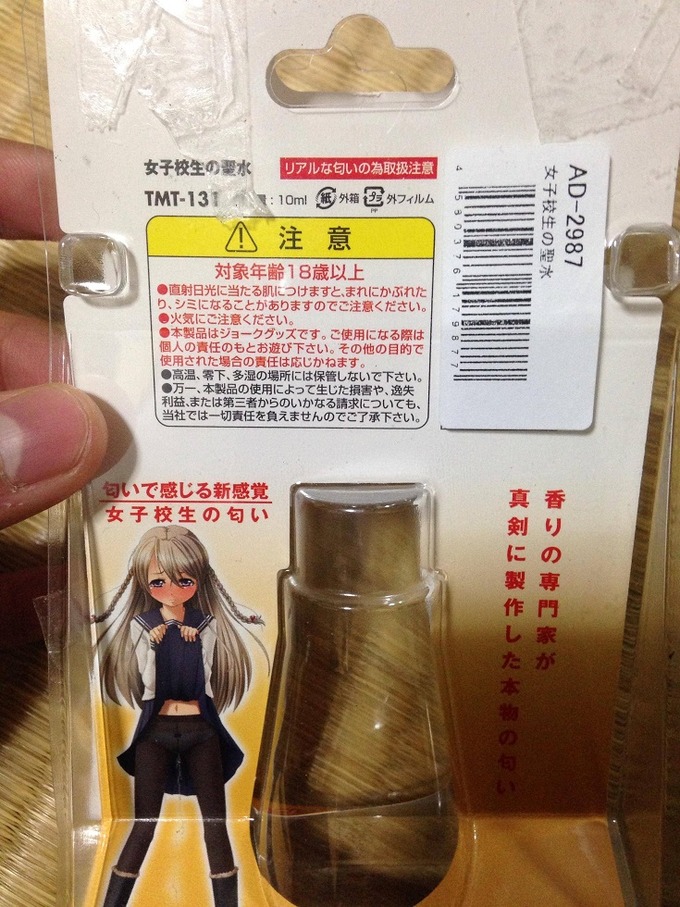 女子校生の聖水
リアルな匂いの為取扱注意
TMT-131
: 10ml 紙 外箱 プラ 外フィルム
PP
注意
対象年齢18歳以上
●直射日光に当たる肌につけますと、まれにかぶれた
り、シミになることがありますのでご注意ください。
●火気にご注意ください。
●本製品はジョークグッズです。ご使用になる際は
個人の責任のもとお遊び下さい。その他の目的で
使用された場合の責任は応じかねます。
●高温、零下、多湿の場所には保管しないで下さい。
●万一、本製品の使用によって生じた損害や、逸失
利益、または第三者からのいかなる請求についても、
当社では一切責任を負えませんのでご了承下さい。
AD-2987
女子校生の聖水
4580376179877
匂いで感じる新感覚
女子校生の匂い
香りの専門家が
真剣に製作した本物の匂い